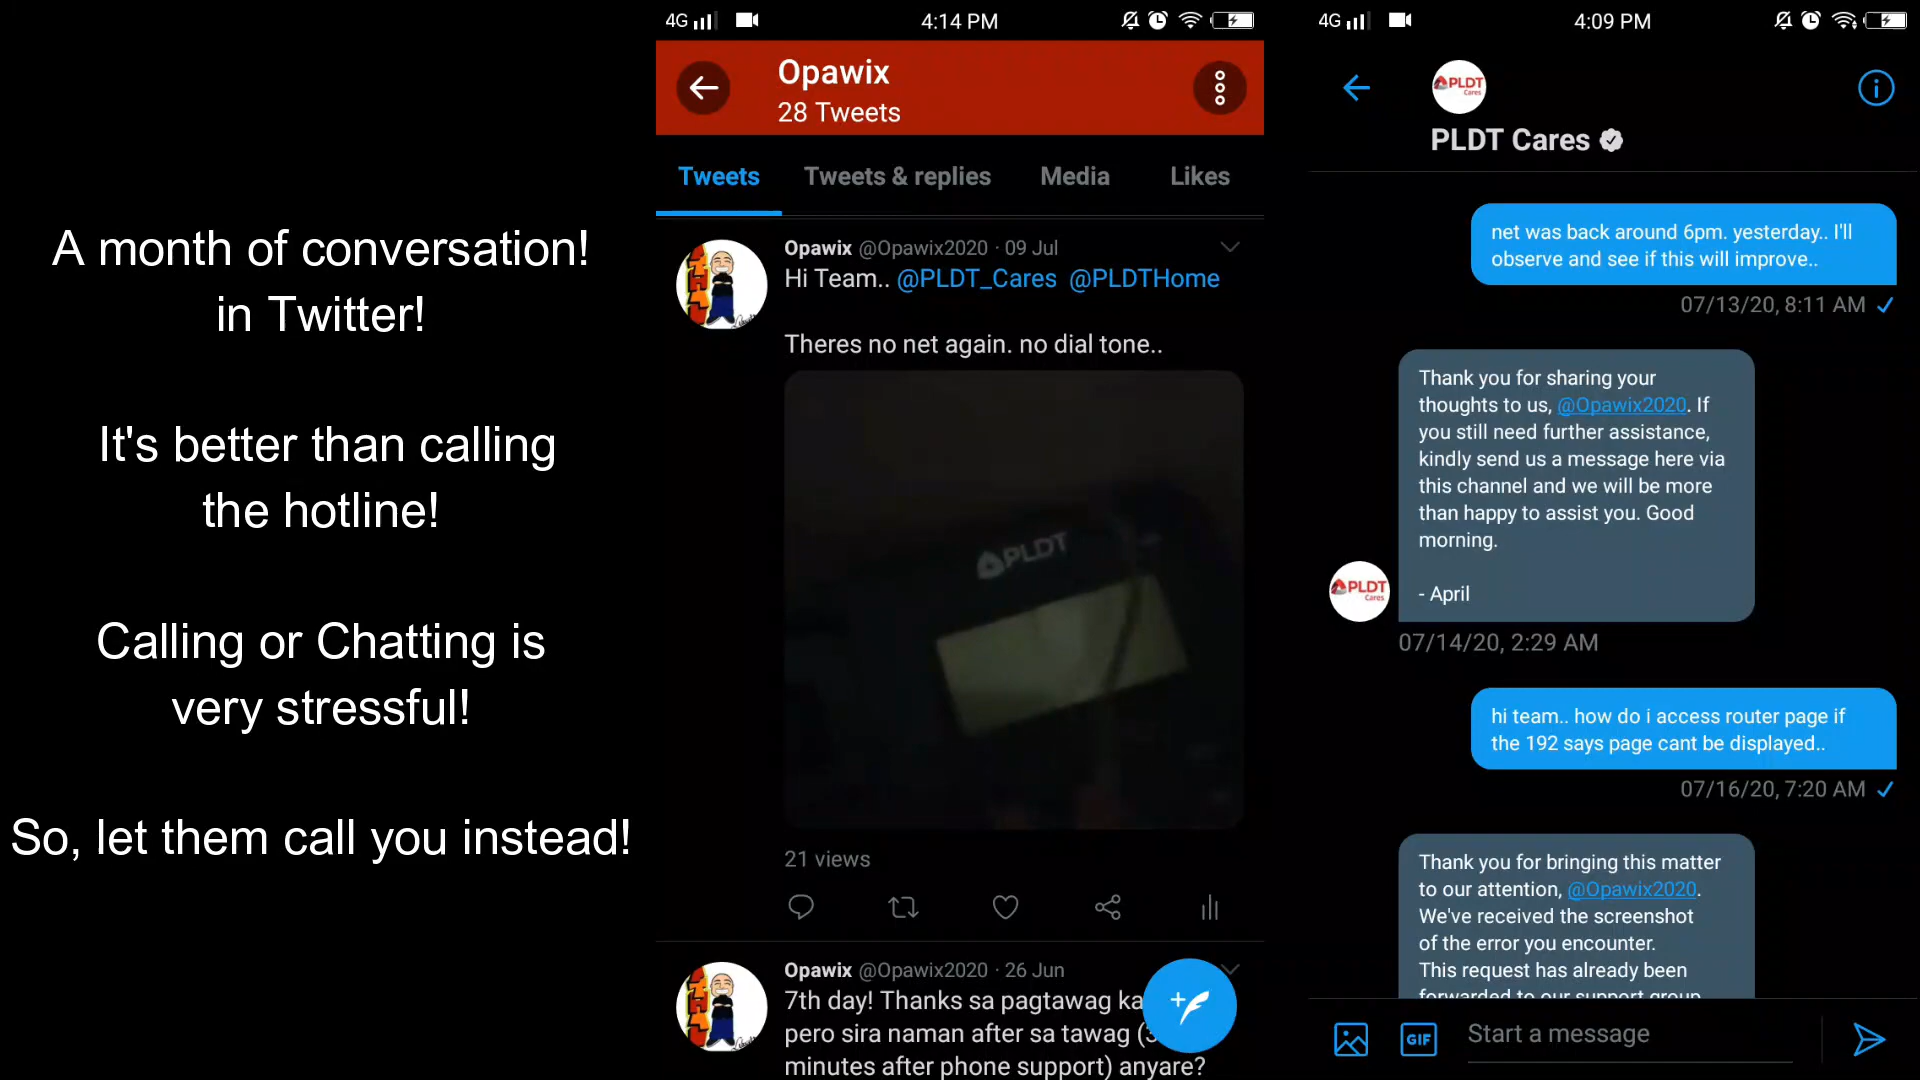 A month of conversation!
in Twitter!
It's better than calling
the hotline!
Calling or Chatting is
very stressful!
So, let them call you instead!
4G
4:14 PM
Opawix
28 Tweets
Tweets
Tweets & replies
Media
Likes
Opawix @Opawix2020 · 09 Jul
Hi Team.. @PLDT_Cares @PLDTHome
Theres no net again. no dial tone..
PLDT
21 views
Opawix @Opawix2020 · 26 Jun
7th day! Thanks sa pagtawag
pero sira naman after sa tawag
minutes after phone support) anyare?
4G
4:09 PM
PLDT
Cares
PLDT Cares
net was back around 6pm. yesterday.. I'll
observe and see if this will improve..
07/13/20, 8:11 AM
Thank you for sharing your
thoughts to us, @Opawix2020. If
you still need further assistance,
kindly send us a message here via
this channel and we will be more
than happy to assist you. Good
morning.
- April
PLDT
Cares
07/14/20, 2:29 AM
hi team.. how do i access router page if
the 192 says page cant be displayed..
07/16/20, 7:20 AM
Thank you for bringing this matter
to our attention, @Opawix2020.
We've received the screenshot
of the error you encounter.
This request has already been
forwarded to our support group
GIF
Start a message